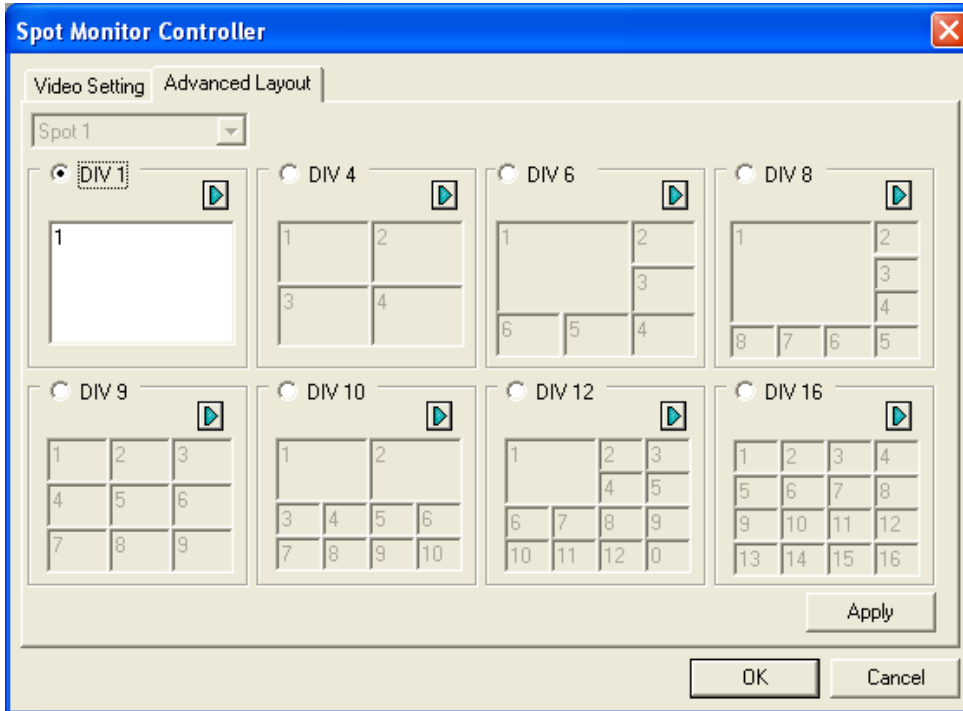 Spot Monitor Controller
Video Setting Advanced Layout
Spot 1
DIV 1
1
DIV 4
1 2
3 4
DIV 6
1 2
3
6 5 4
DIV 8
1 2
3
4
8 7 6 5
DIV 9
1 2 3
4 5 6
7 8 9
DIV 10
1 2
3 4 5 6
7 8 9 10
DIV 12
1 2 3
4 5
6 7 8 9
10 11 12 0
DIV 16
1 2 3 4
5 6 7 8
9 10 11 12
13 14 15 16
Apply
OK Cancel